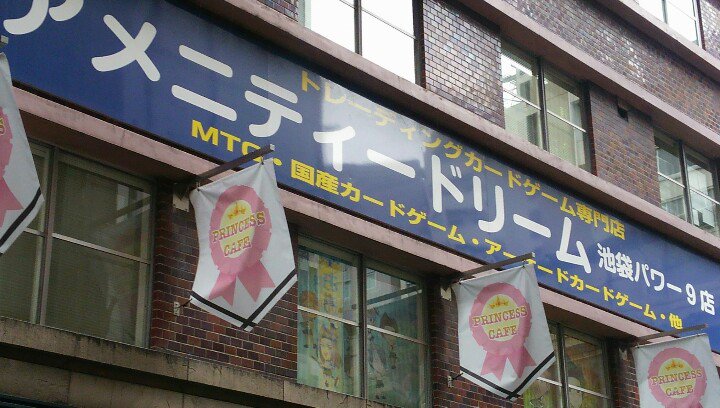 トレーディングカードゲーム専門店
アメニティードリーム 池袋パワー9店
MTG・国産カードゲーム・アーケードカードゲーム・他
PRINCESS
CAFE
PRINCESS
CAFE
PRINCESS
CAFE